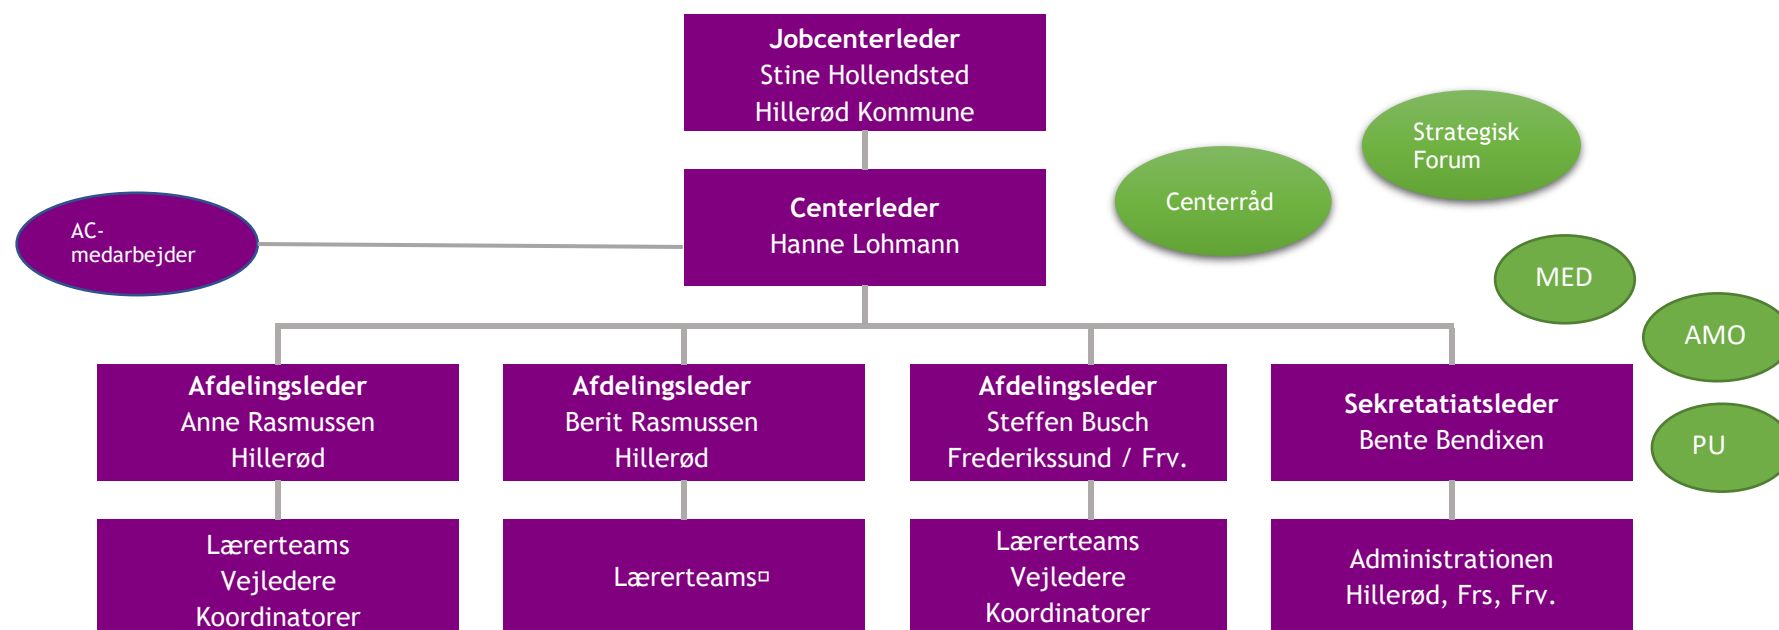 Jobcenterleder
Stine Hollendsted
Hillerød Kommune
Strategisk
Forum
Centerråd
Centerleder
Hanne Lohmann
AC-
medarbejder
MED
AMO
Afdelingsleder
Anne Rasmussen
Hillerød
Afdelingsleder
Berit Rasmussen
Hillerød
Afdelingsleder
Steffen Busch
Frederikssund / Frv.
Sekretatiatsleder
Bente Bendixen
PU
Lærerteams
Vejledere
Koordinatorer
Lærerteams
Lærerteams
Vejledere
Koordinatorer
Administrationen
Hillerød, Frs, Frv.